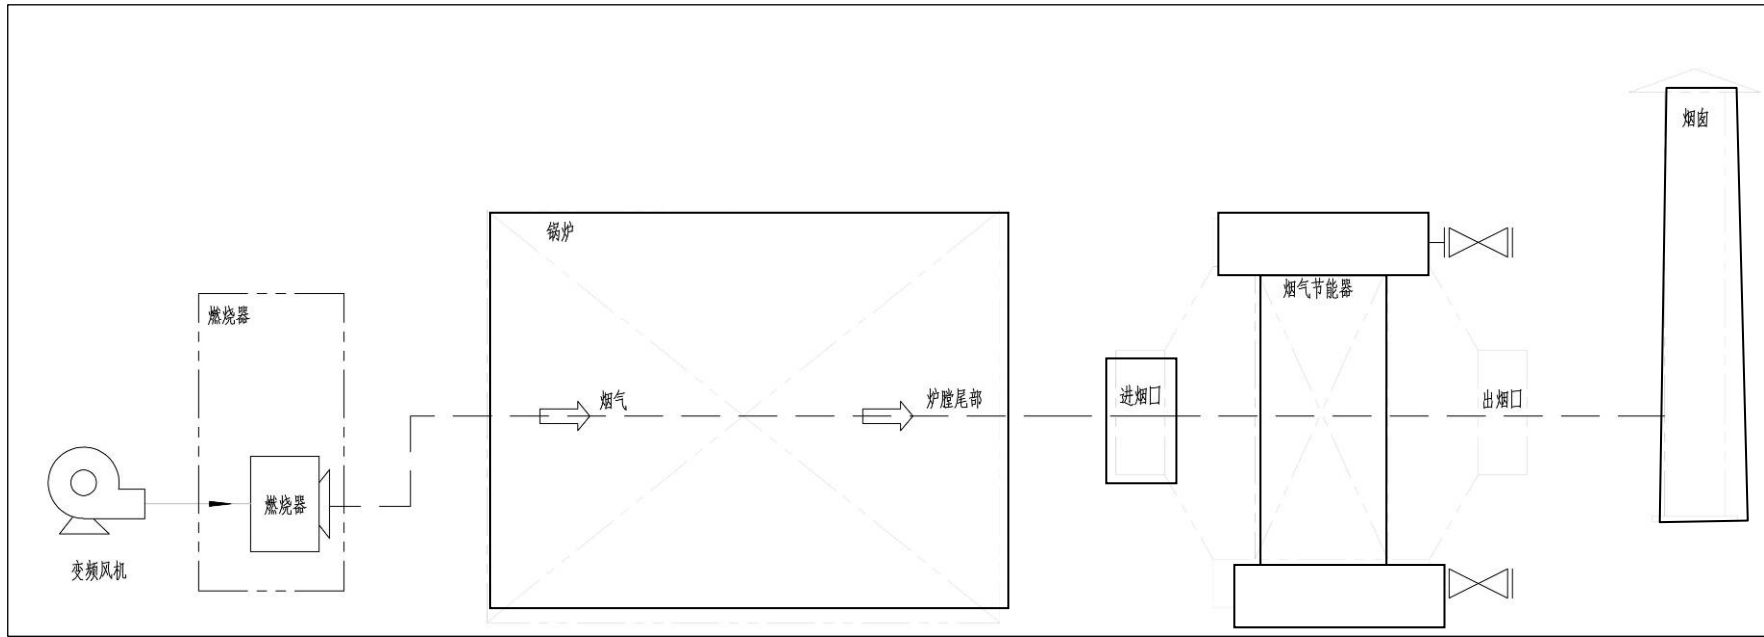 烟囱
锅炉
烟气节能器
燃烧器
烟气
炉膛尾部
进烟口
出烟口
燃烧器
变频风机